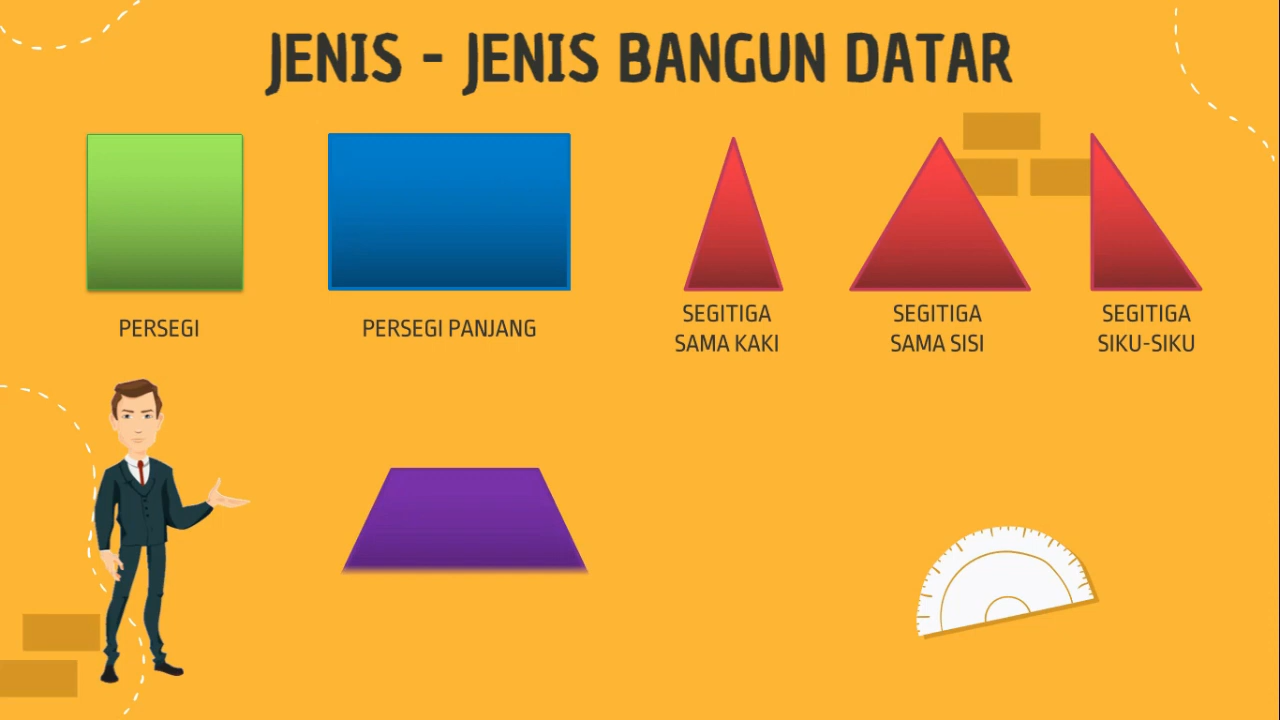 JENIS - JENIS BANGUN DATAR
PERSEGI
PERSEGI PANJANG
SEGITIGA
SAMA KAKI
SEGITIGA
SAMA SISI
SEGITIGA
SIKU-SIKU